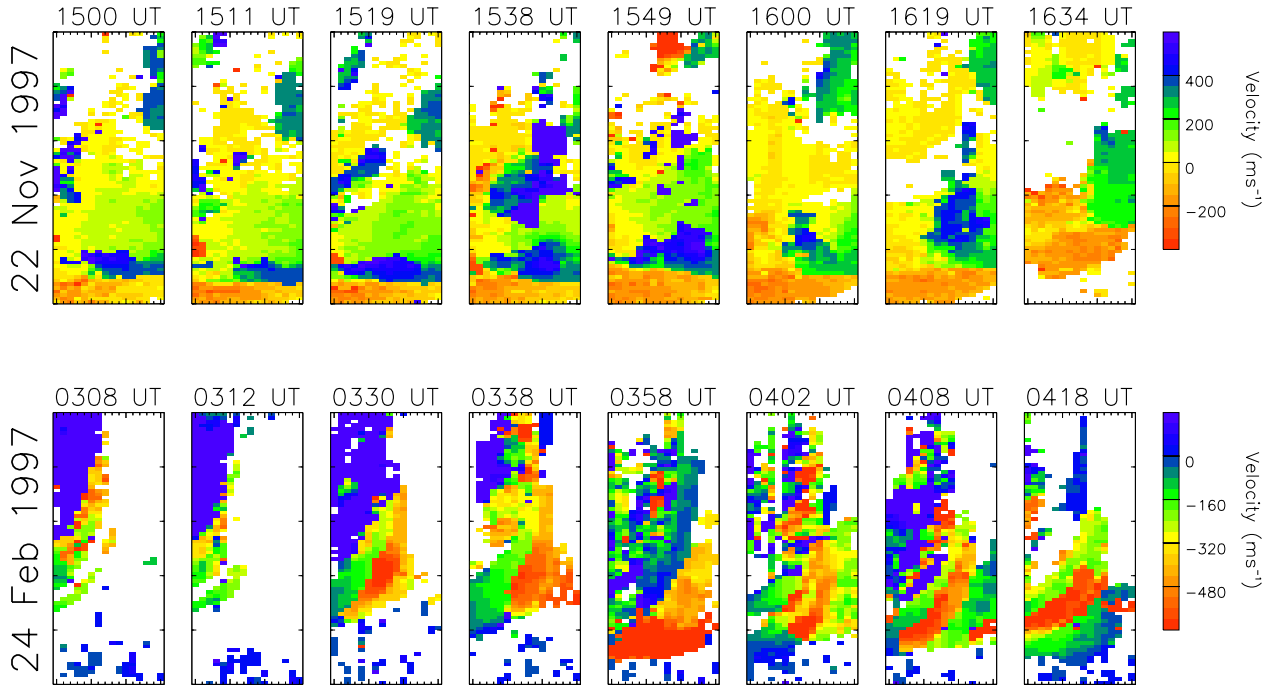 1500 UT 1511 UT 1519 UT 1538 UT 1549 UT 1600 UT 1619 UT 1634 UT
22 Nov 1997
400
200
0
−200
Velocity (ms⁻¹)
0308 UT 0312 UT 0330 UT 0338 UT 0358 UT 0402 UT 0408 UT 0418 UT
24 Feb 1997
0
−160
−320
−480
Velocity (ms⁻¹)